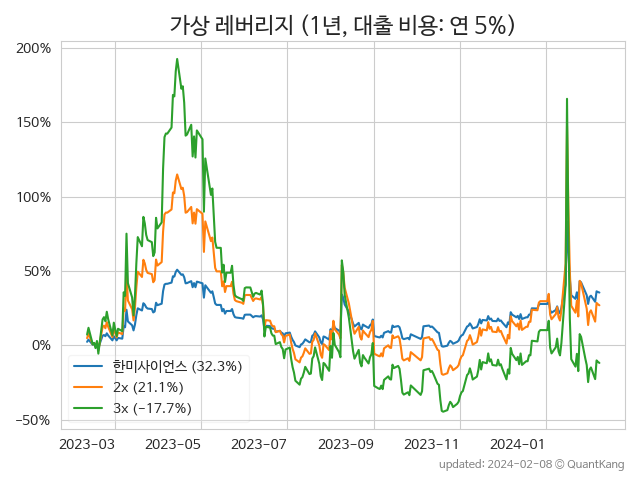 가상 레버리지 (1년, 대출 비용: 연 5%)
200%
150%
100%
50%
0%
−50%
한미사이언스 (32.3%)
2x (21.1%)
3x (-17.7%)
2023-03 2023-05 2023-07 2023-09 2023-11 2024-01
updated: 2024-02-08 © QuantKang